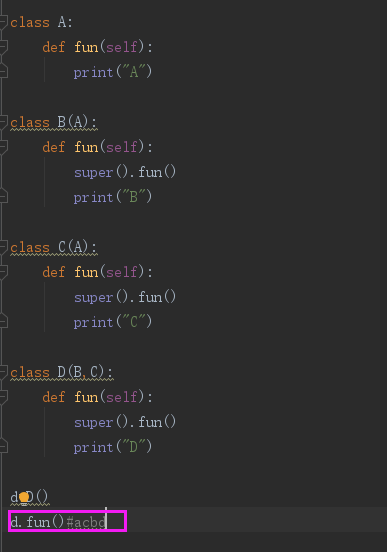 class A:
    def fun(self):
        print("A")
class B(A):
    def fun(self):
        super().fun()
        print("B")
class C(A):
    def fun(self):
        super().fun()
        print("C")
class D(B,C):
    def fun(self):
        super().fun()
        print("D")
d D()
d.fun()#acbd